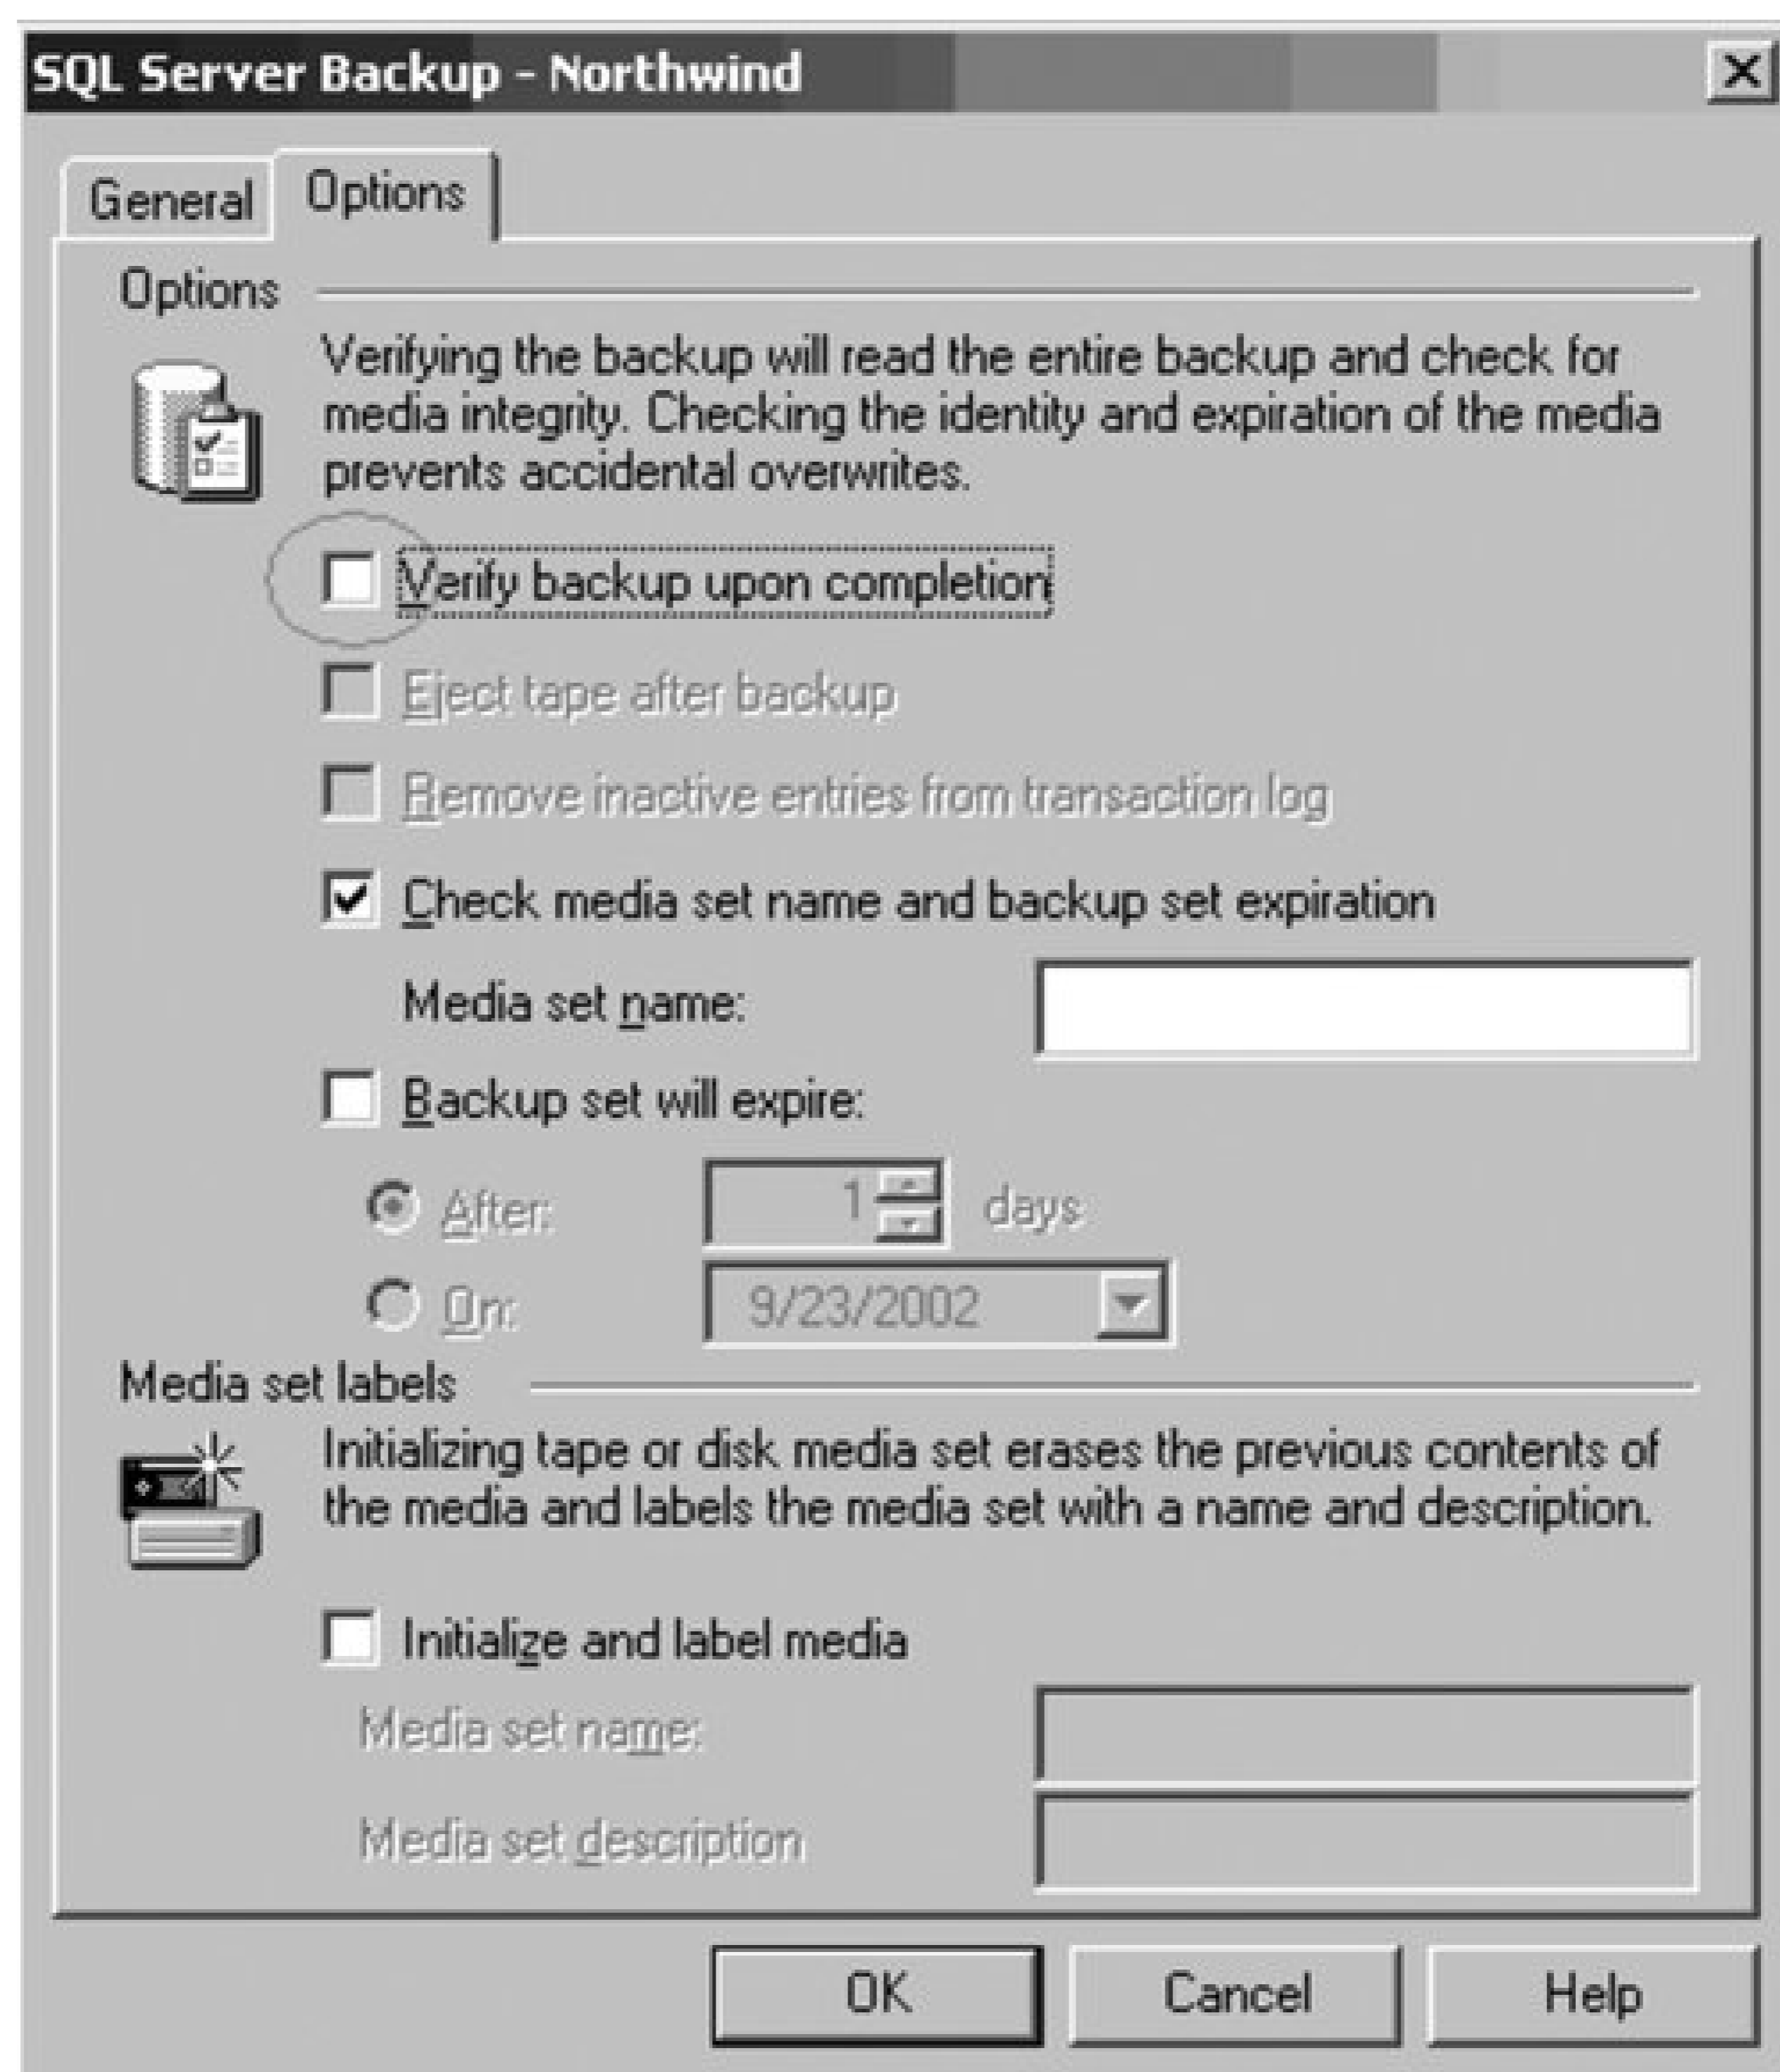 SQL Server Backup - Northwind
General
Options
Options
Verifying the backup will read the entire backup and check for
media integrity. Checking the identity and expiration of the media
prevents accidental overwrites.
Verify backup upon completion
Eject tape after backup
Remove inactive entries from transaction log
Check media set name and backup set expiration
Media set name:
Backup set will expire:
After: 1 days
On: 9/23/2002
Media set labels
Initializing tape or disk media set erases the previous contents of
the media and labels the media set with a name and description.
Initialize and label media
Media set name:
Media set description
OK Cancel Help